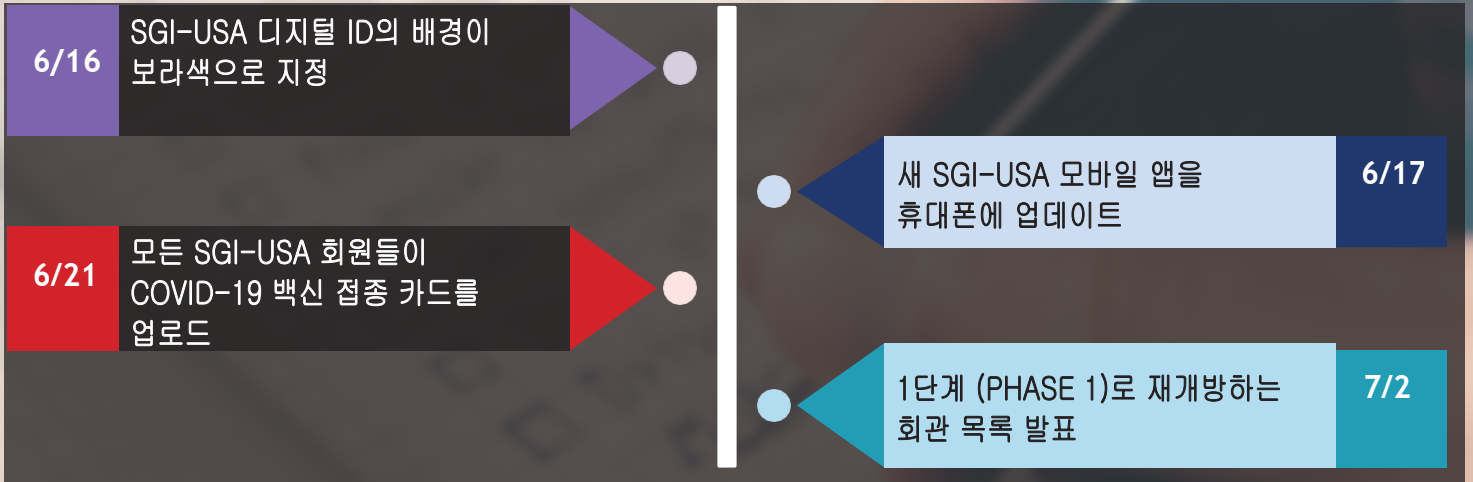 6/16
SGI-USA 디지털 ID의 배경이
보라색으로 지정
6/17
새 SGI-USA 모바일 앱을
휴대폰에 업데이트
6/21
모든 SGI-USA 회원들이
COVID-19 백신 접종 카드를
업로드
7/2
1단계 (PHASE 1)로 재개방하는
회관 목록 발표